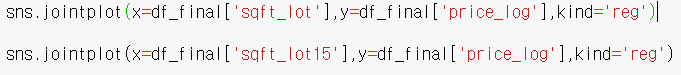 sns.jointplot(x=df_final['sqft_lot'],y=df_final['price_log'],kind='reg')
sns.jointplot(x=df_final['sqft_lot15'],y=df_final['price_log'],kind='reg')